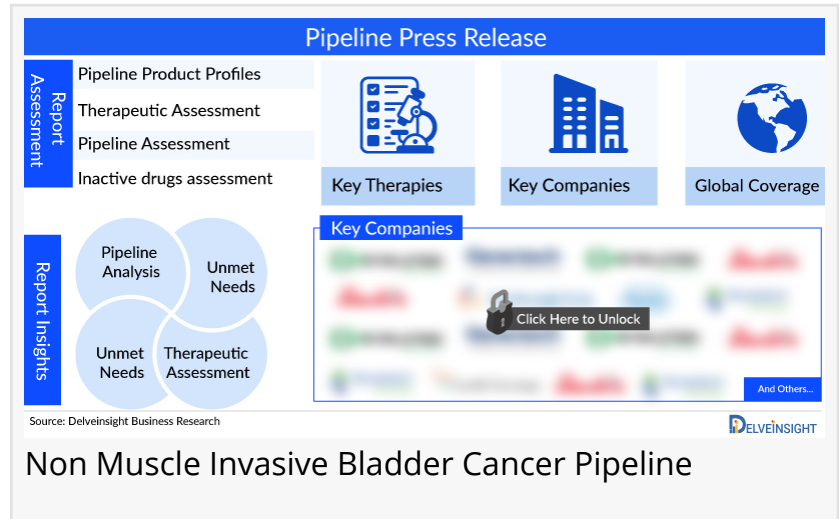 Pipeline Press Release
Report
Assessment
Pipeline Product Profiles
Therapeutic Assessment
Pipeline Assessment
Inactive drugs assessment
Key Therapies
Key Companies
Global Coverage
Report Insights
Pipeline
Analysis
Unmet
Needs
Unmet
Needs
Therapeutic
Assessment
Key Companies
Click Here to Unlock
And Others...
Source: Delveinsight Business Research
DELVEINSIGHT
Non Muscle Invasive Bladder Cancer Pipeline